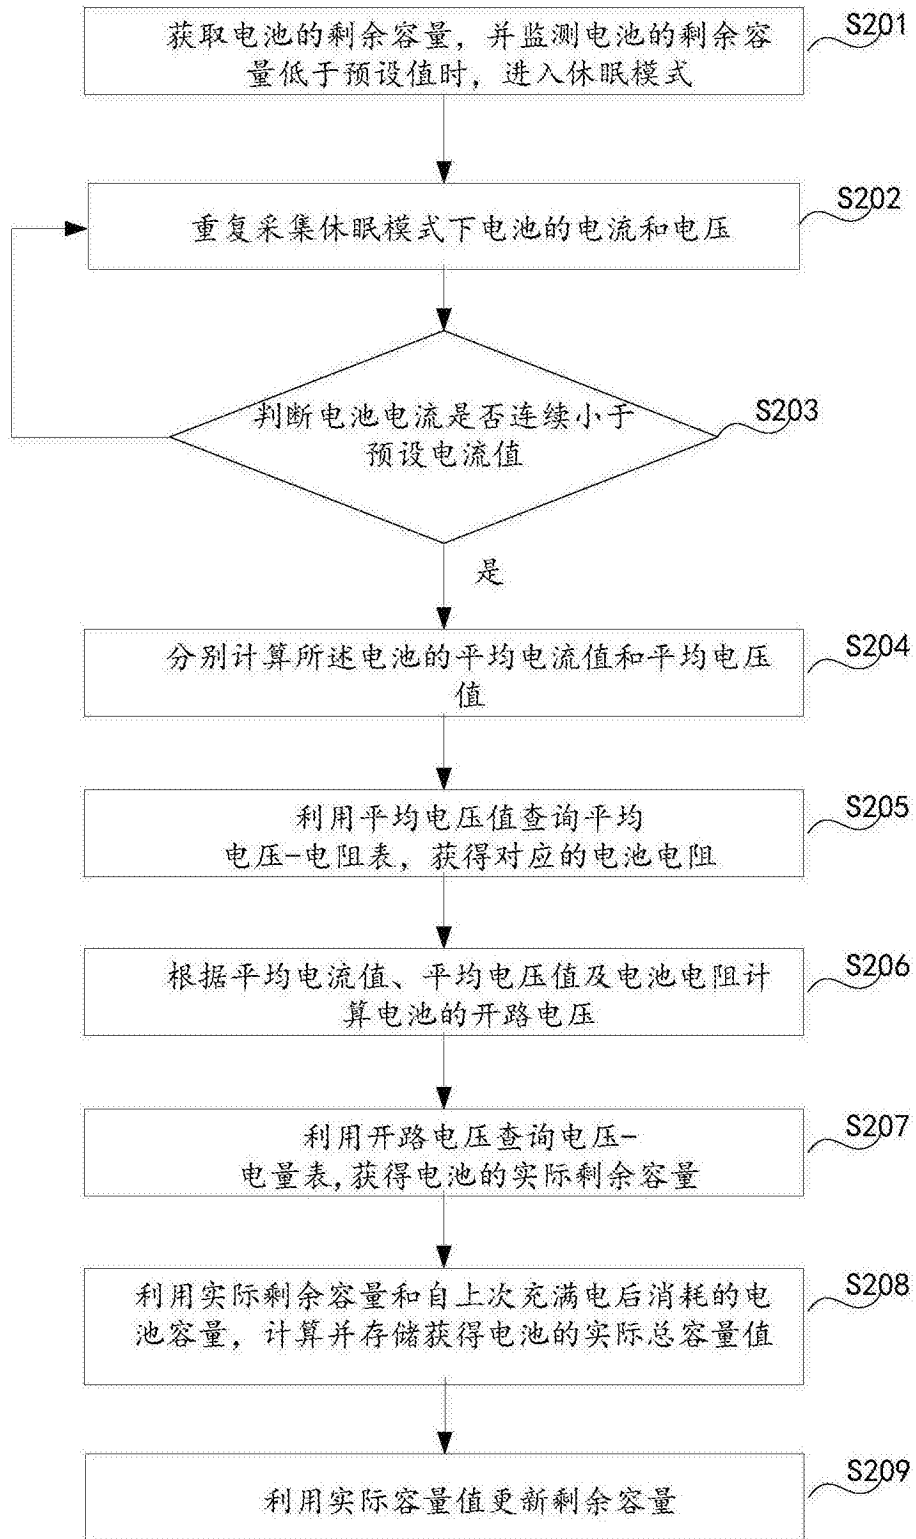 获取电池的剩余容量，并监测电池的剩余容
量低于预设值时，进入休眠模式
S201
重复采集休眠模式下电池的电流和电压
S202
判断电池电流是否连续小于
预设电流值
S203
是
分别计算所述电池的平均电流值和平均电压
值
S204
利用平均电压值查询平均
电压-电阻表，获得对应的电池电阻
S205
根据平均电流值、平均电压值及电池电阻计
算电池的开路电压
S206
利用开路电压查询电压-
电量表,获得电池的实际剩余容量
S207
利用实际剩余容量和自上次充满电后消耗的电
池容量，计算并存储获得电池的实际总容量值
S208
利用实际容量值更新剩余容量
S209